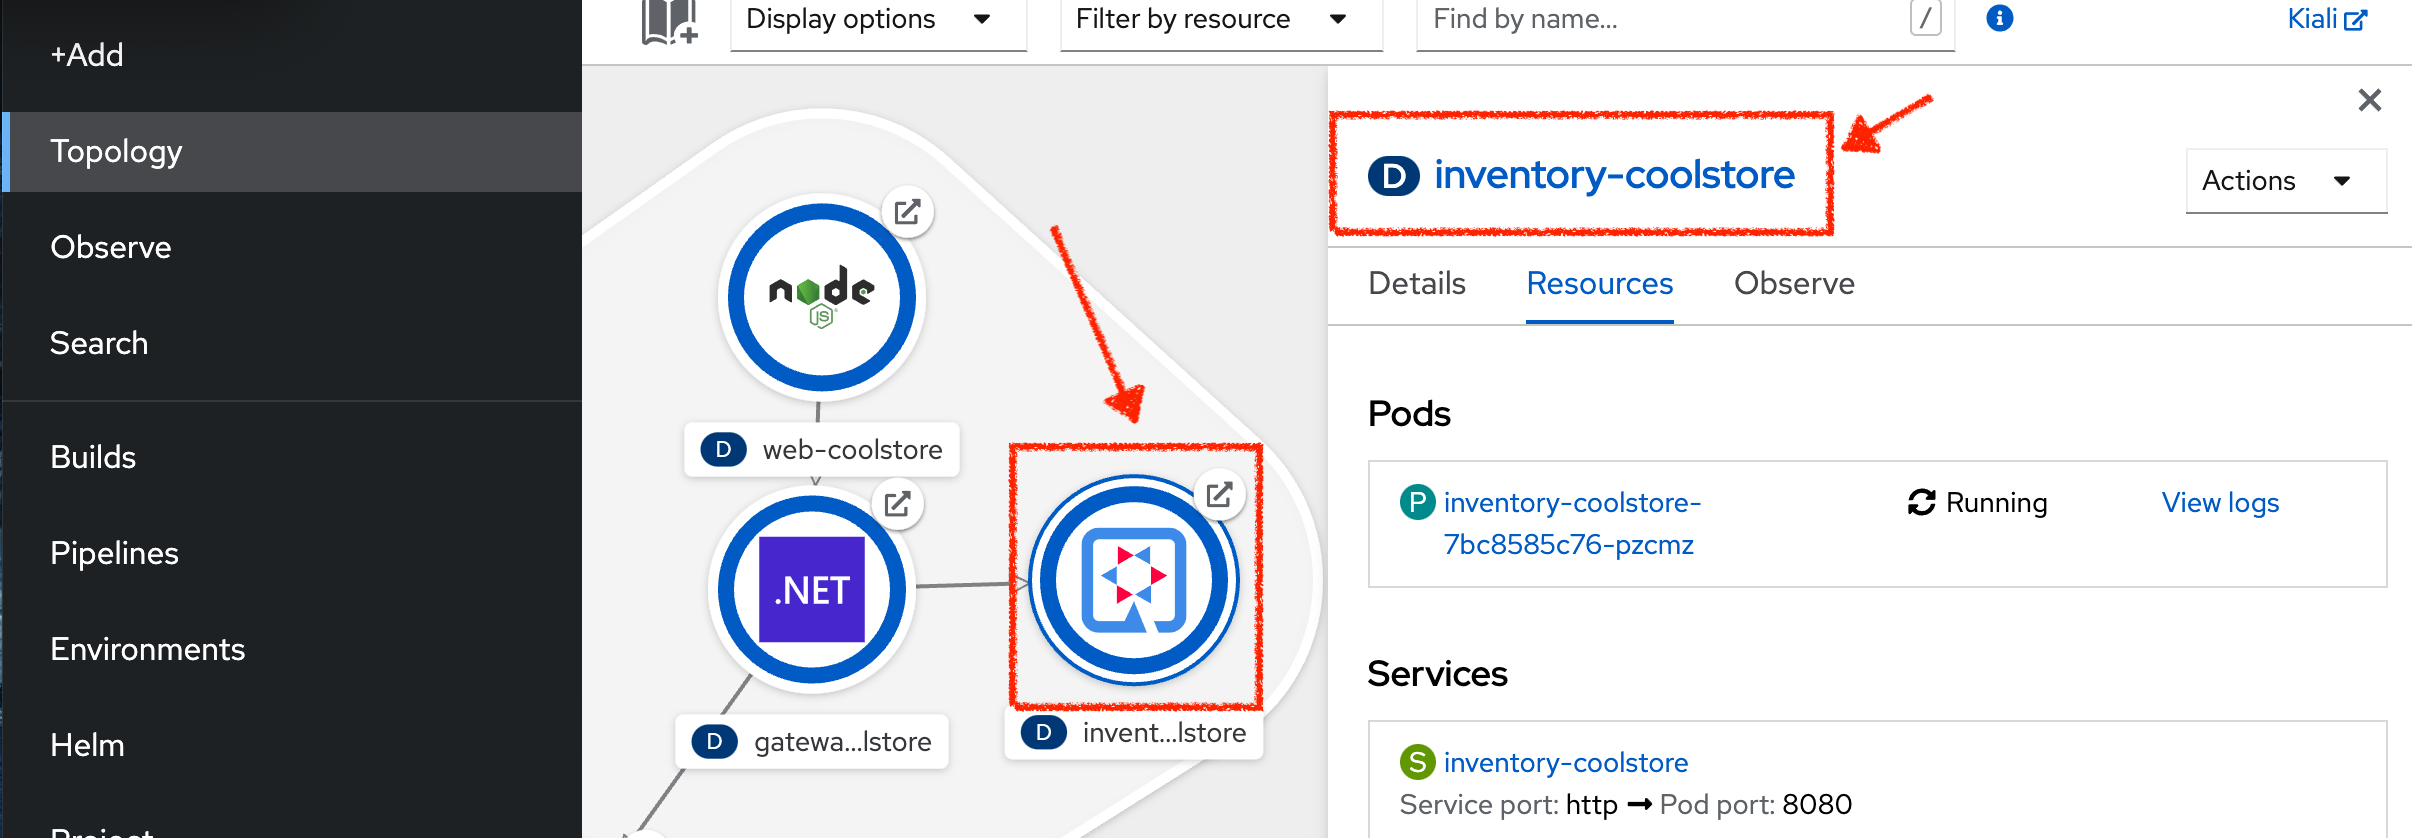 +Add
Topology
Observe
Search
Builds
Pipelines
Environments
Helm
Project
Display options
Filter by resource
Find by name...
/
i
Kiali
node
JS
D web-coolstore
.NET
D gatewa...lstore
D invent...lstore
D inventory-coolstore
Actions
Details Resources Observe
Pods
P inventory-coolstore-
7bc8585c76-pzcmz
Running
View logs
Services
S inventory-coolstore
Service port: http → Pod port: 8080